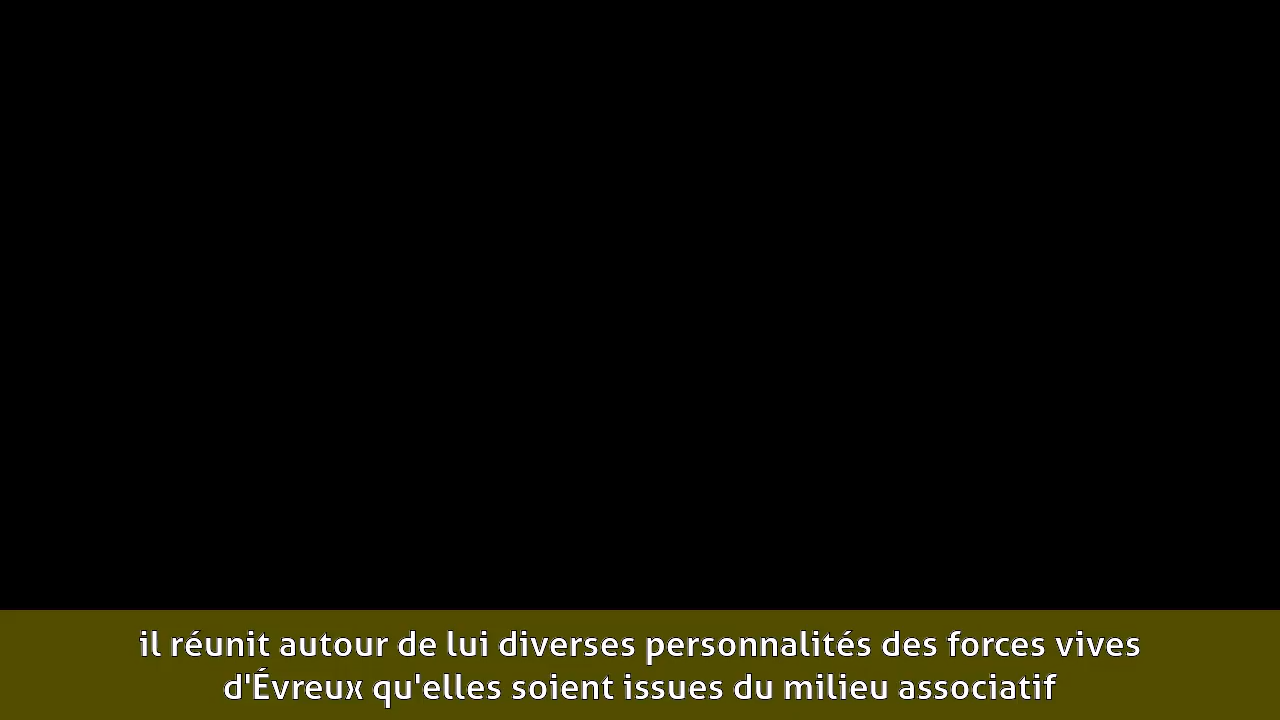 il réunit autour de lui diverses personnalités des forces vives
d'Évreux qu'elles soient issues du milieu associatif